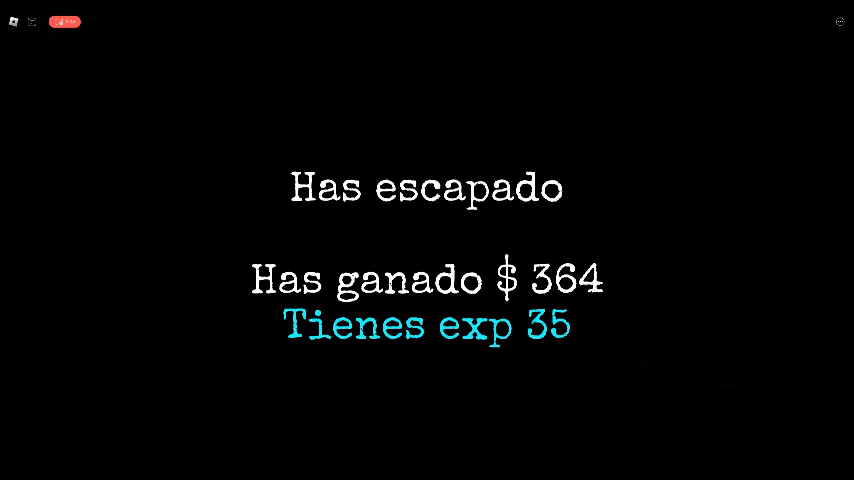 Has escapado
Has ganado $ 364
Tienes exp 35